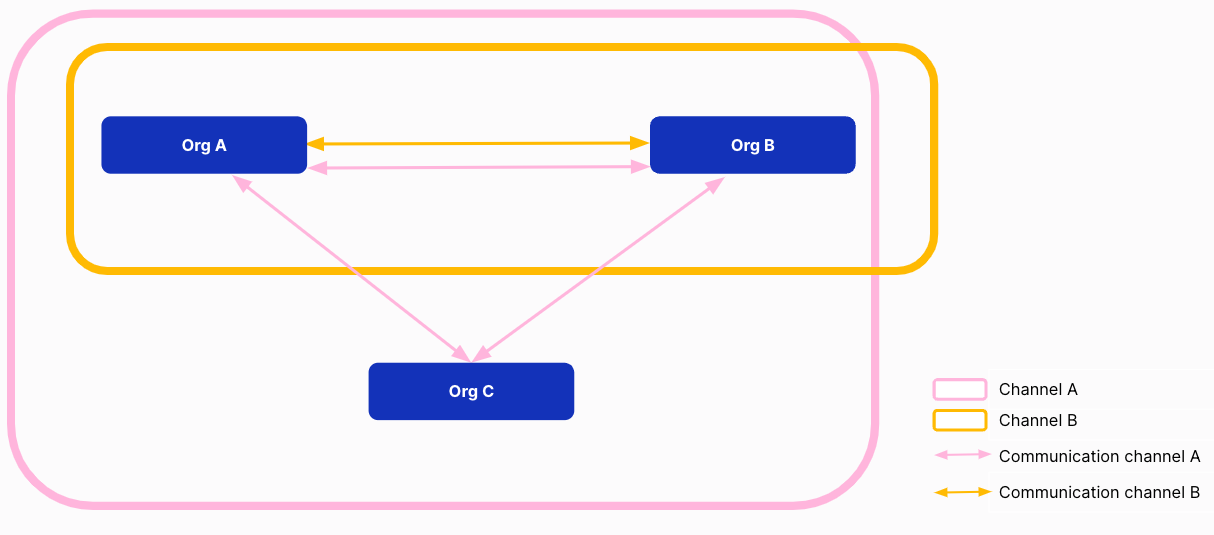 Org A
Org B
Org C
Channel A
Channel B
Communication channel A
Communication channel B